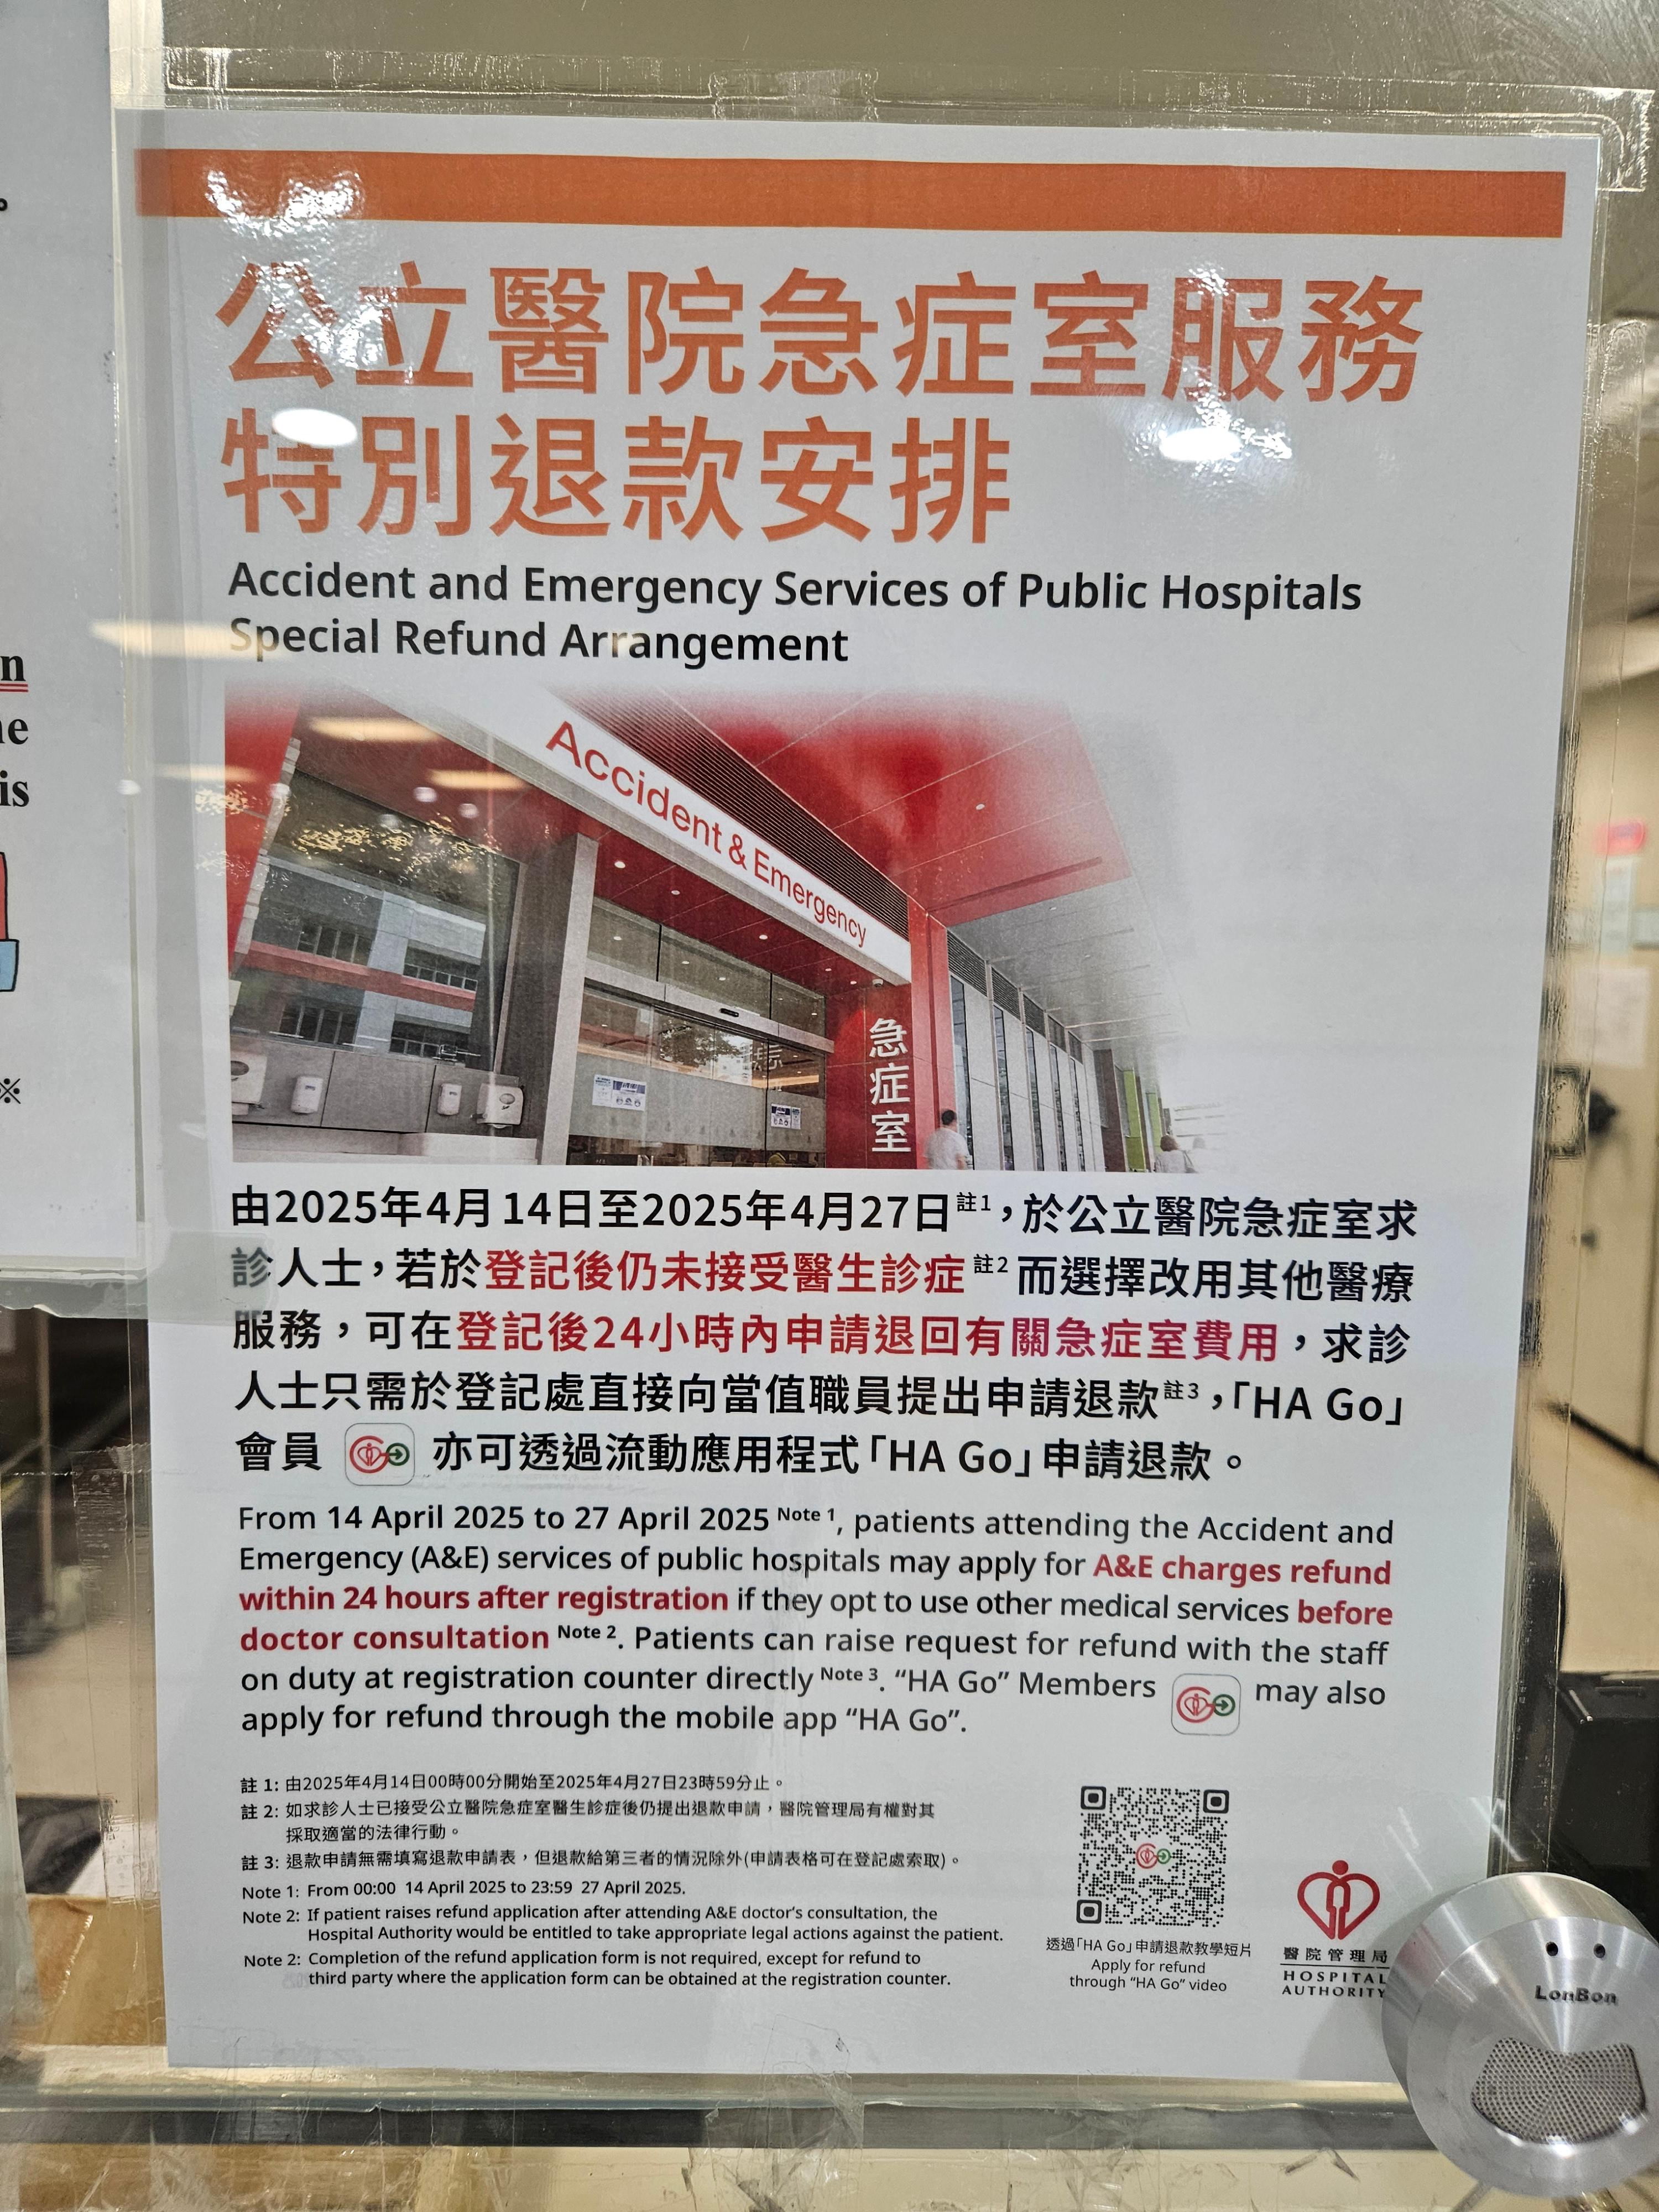 公立醫院急症室服務
特別退款安排
Accident and Emergency Services of Public Hospitals
Special Refund Arrangement
Accident & Emergency
急症室
由2025年4月14日至2025年4月27日註1，於公立醫院急症室求
診人士，若於登記後仍未接受醫生診症註2而選擇改用其他醫療
服務，可在登記後24小時內申請退回有關急症室費用，求診
人士只需於登記處直接向當值職員提出申請退款註3，「HA Go」
會員 亦可透過流動應用程式「HA Go」申請退款。
From 14 April 2025 to 27 April 2025 Note 1, patients attending the Accident and
Emergency (A&E) services of public hospitals may apply for A&E charges refund
within 24 hours after registration if they opt to use other medical services before
doctor consultation Note 2. Patients can raise request for refund with the staff
on duty at registration counter directly Note 3. “HA Go” Members may also
apply for refund through the mobile app “HA Go”.
註 1: 由2025年4月14日00時00分開始至2025年4月27日23時59分止。
註 2: 如求診人士已接受公立醫院急症室醫生診症後仍提出退款申請，醫院管理局有權對其
採取適當的法律行動。
註 3: 退款申請無需填寫退款申請表，但退款給第三者的情況除外(申請表格可在登記處索取)。
Note 1: From 00:00 14 April 2025 to 23:59 27 April 2025.
Note 2: If patient raises refund application after attending A&E doctor's consultation, the
Hospital Authority would be entitled to take appropriate legal actions against the patient.
Note 2: Completion of the refund application form is not required, except for refund to
third party where the application form can be obtained at the registration counter.
透過「HA Go」申請退款教學短片
Apply for refund
through “HA Go” video
醫院管理局
HOSPITAL
AUTHORITY
LonBon
n
is
※